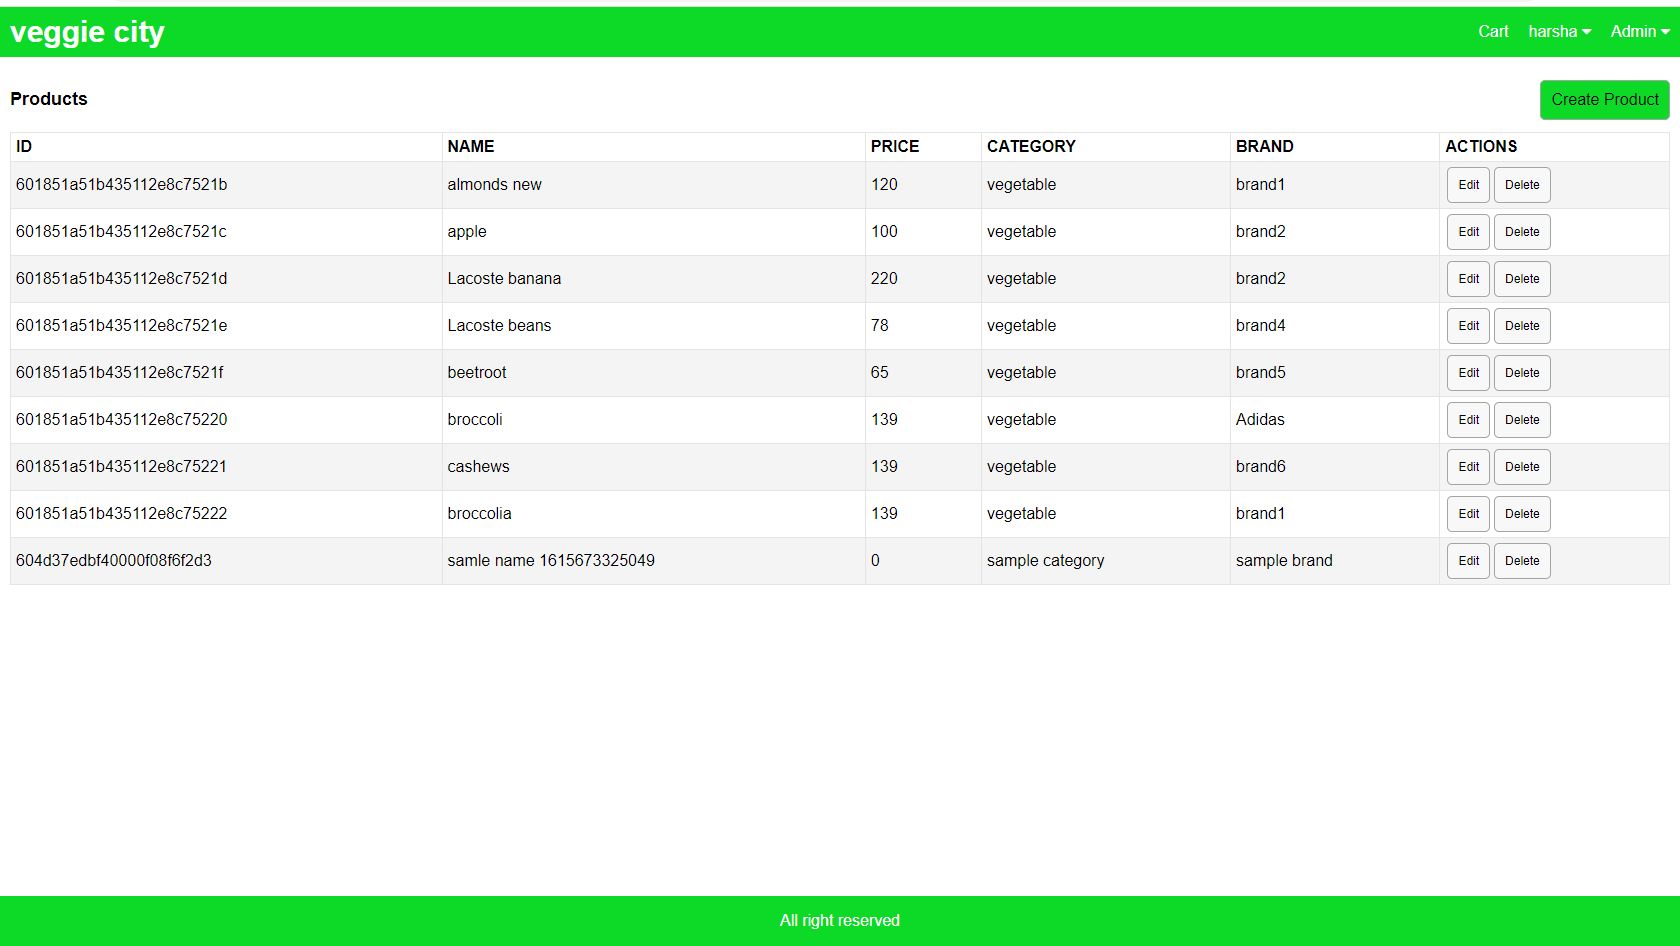 veggie city Cart harsha Admin
Products Create Product
ID NAME PRICE CATEGORY BRAND ACTIONS
601851a51b435112e8c7521b almonds new 120 vegetable brand1 Edit Delete
601851a51b435112e8c7521c apple 100 vegetable brand2 Edit Delete
601851a51b435112e8c7521d Lacoste banana 220 vegetable brand2 Edit Delete
601851a51b435112e8c7521e Lacoste beans 78 vegetable brand4 Edit Delete
601851a51b435112e8c7521f beetroot 65 vegetable brand5 Edit Delete
601851a51b435112e8c75220 broccoli 139 vegetable Adidas Edit Delete
601851a51b435112e8c75221 cashews 139 vegetable brand6 Edit Delete
601851a51b435112e8c75222 broccolia 139 vegetable brand1 Edit Delete
604d37edbf40000f08f6f2d3 samle name 1615673325049 0 sample category sample brand Edit Delete
All right reserved